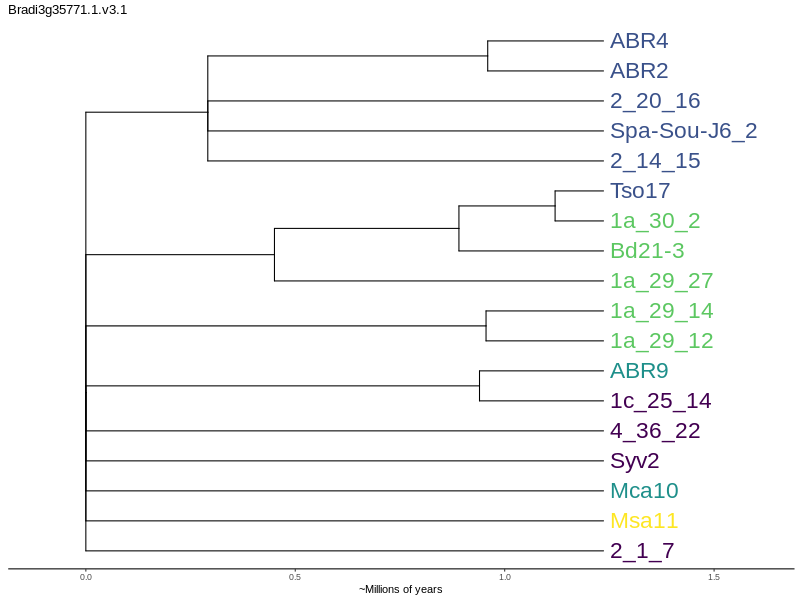 Bradi3g35771.1.v3.1
ABR4
ABR2
2_20_16
Spa-Sou-J6_2
2_14_15
Tso17
1a_30_2
Bd21-3
1a_29_27
1a_29_14
1a_29_12
ABR9
1c_25_14
4_36_22
Syv2
Mca10
Msa11
2_1_7
0.0 0.5 1.0 1.5
~Millions of years